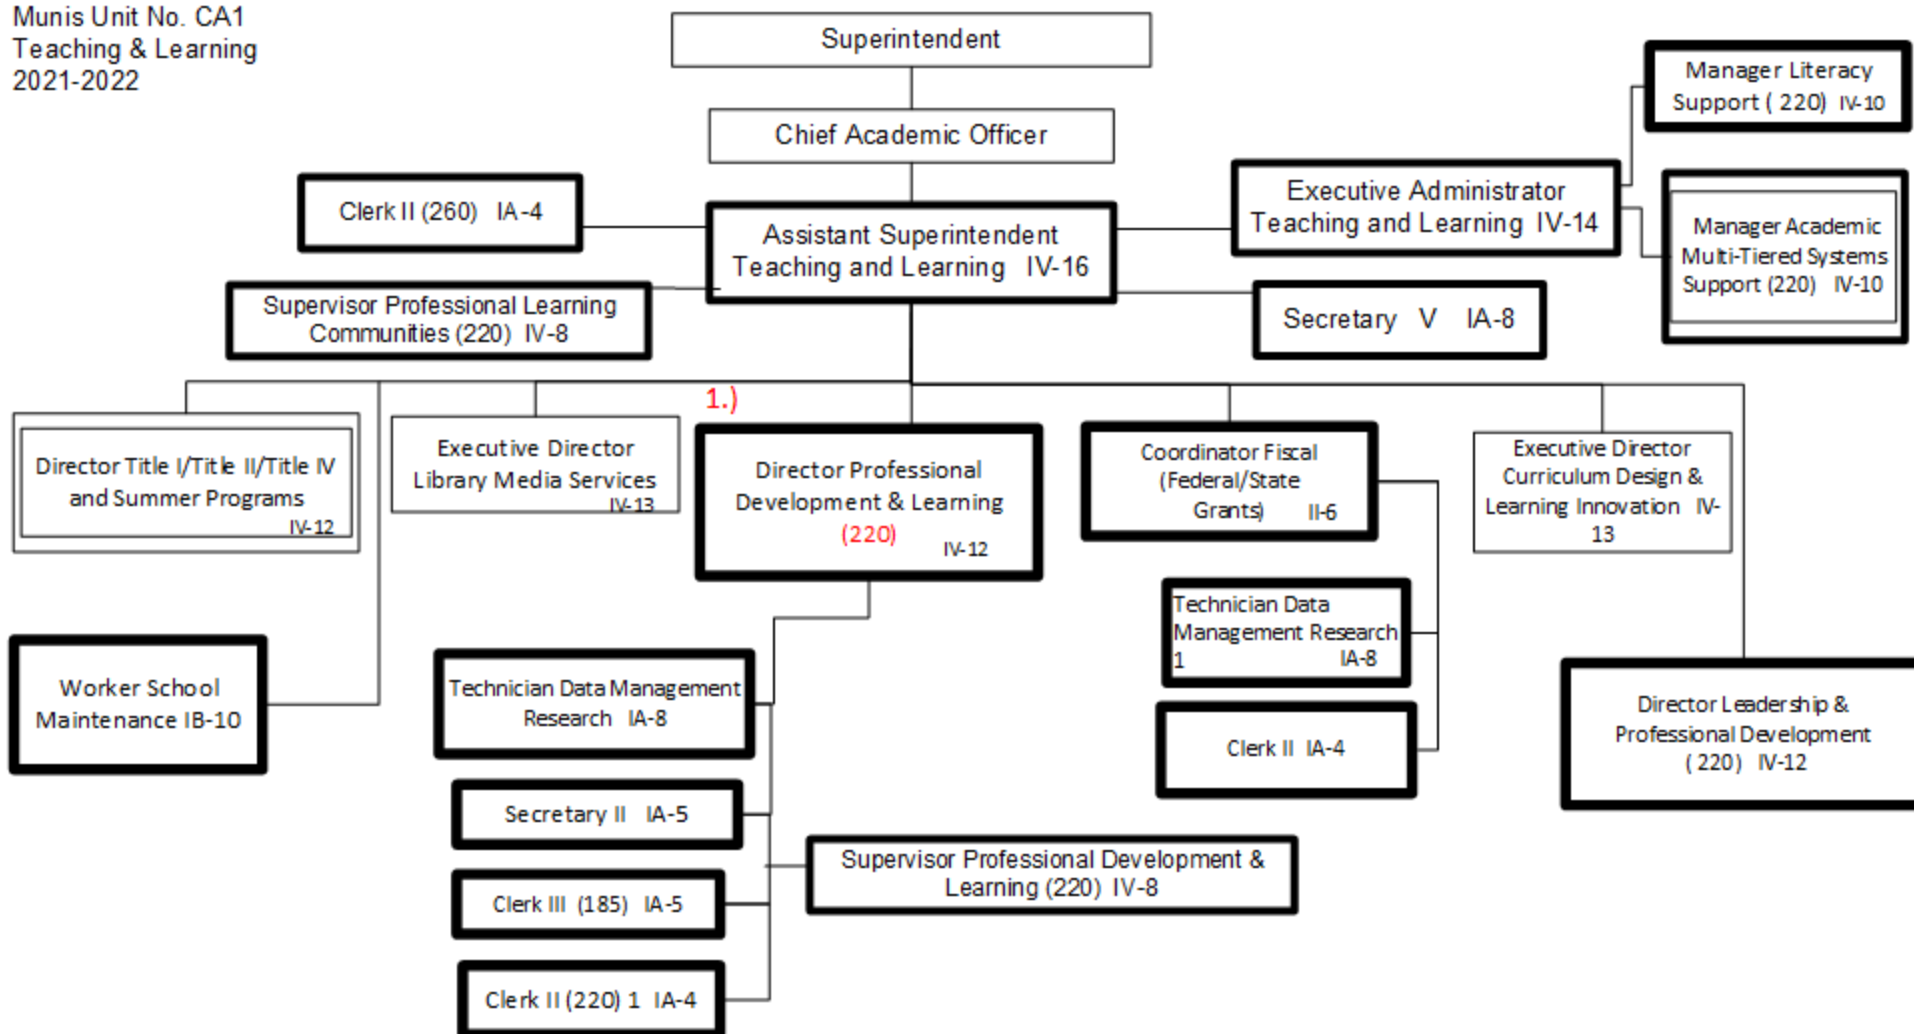 Munis Unit No. CA1
Teaching & Learning
2021-2022
Superintendent
Chief Academic Officer
Manager Literacy
Support ( 220) IV-10
Clerk II (260) IA-4
Executive Administrator
Teaching and Learning IV-14
Assistant Superintendent
Teaching and Learning IV-16
Manager Academic
Multi-Tiered Systems
Support (220) IV-10
Supervisor Professional Learning
Communities (220) IV-8
Secretary V IA-8
1.)
Director Title I/Title II/Title IV
and Summer Programs
IV-12
Executive Director
Library Media Services
IV-13
Director Professional
Development & Learning
(220)
IV-12
Coordinator Fiscal
(Federal/State
Grants) II-6
Executive Director
Curriculum Design &
Learning Innovation IV-
13
Technician Data
Management Research
1 IA-8
Worker School
Maintenance IB-10
Technician Data Management
Research IA-8
Clerk II IA-4
Director Leadership &
Professional Development
( 220) IV-12
Secretary II IA-5
Supervisor Professional Development &
Learning (220) IV-8
Clerk III (185) IA-5
Clerk II (220) 1 IA-4